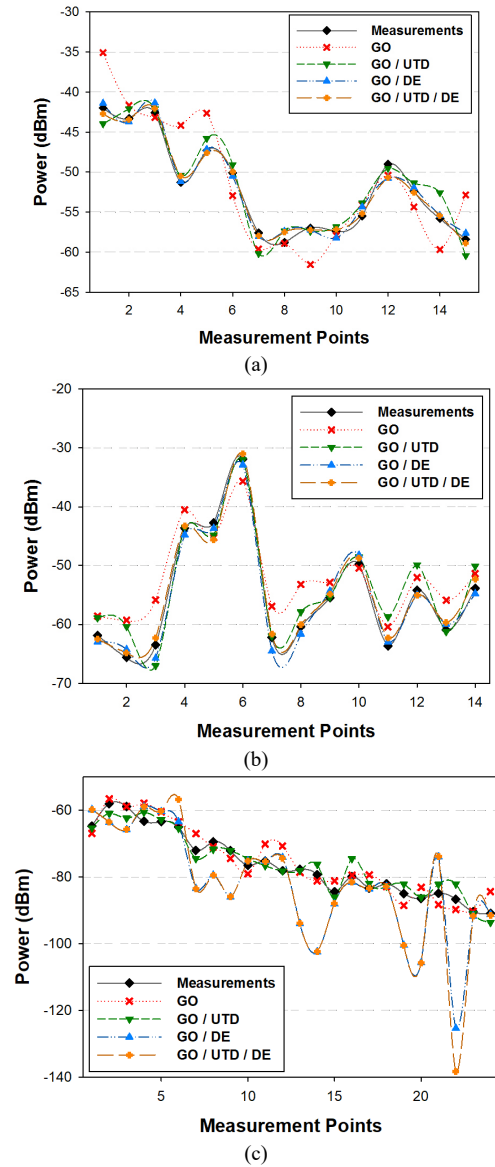 -30
-35
-40
-45
-50
-55
-60
-65
Power (dBm)
Measurements
GO
GO / UTD
GO / DE
GO / UTD / DE
2 4 6 8 10 12 14
Measurement Points
(a)
-20
-30
-40
-50
-60
-70
Power (dBm)
Measurements
GO
GO / UTD
GO / DE
GO / UTD / DE
2 4 6 8 10 12 14
Measurement Points
(b)
-60
-80
-100
-120
-140
Power (dBm)
Measurements
GO
GO / UTD
GO / DE
GO / UTD / DE
5 10 15 20
Measurement Points
(c)